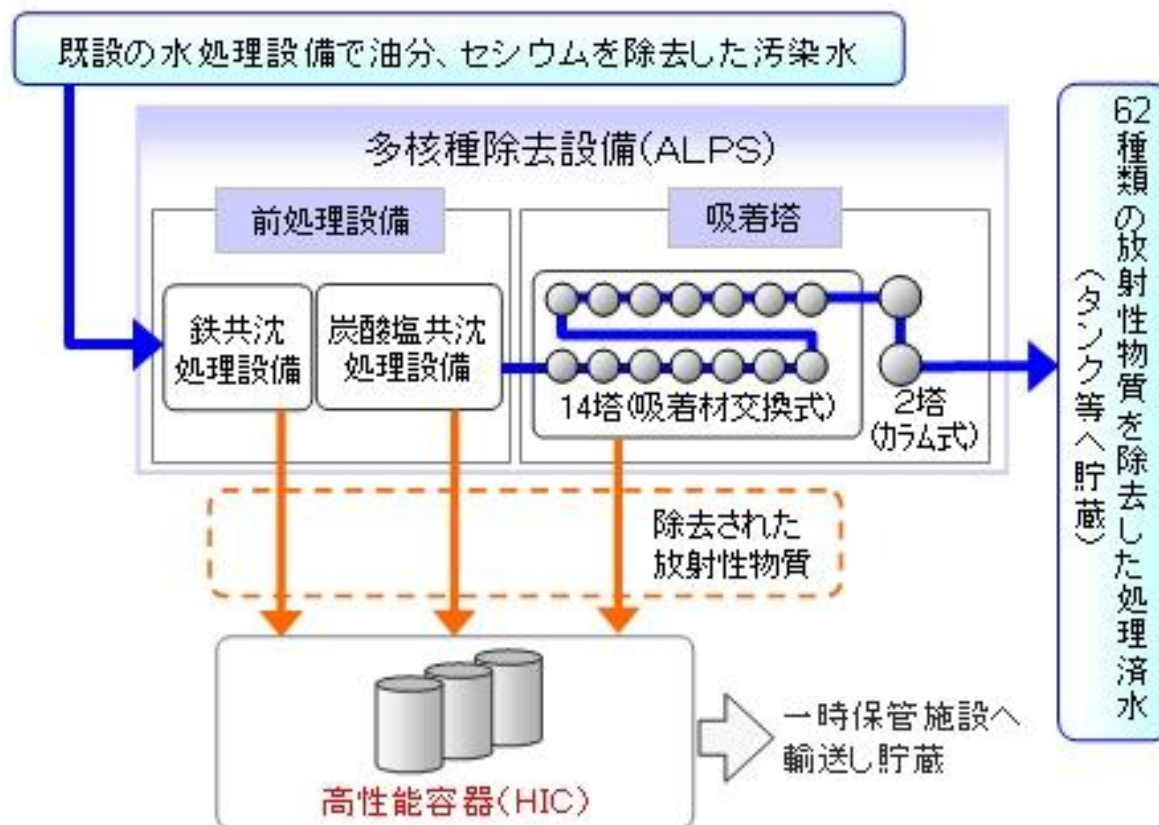 既設の水処理設備で油分、セシウムを除去した汚染水
多核種除去設備(ALPS)
前処理設備
吸着塔
鉄共沈
処理設備
炭酸塩共沈
処理設備
14塔(吸着材交換式)
2塔
(カラム式)
62種類の放射性物質を除去した処理済水
(タンク等へ貯蔵)
除去された
放射性物質
高性能容器(HIC)
一時保管施設へ
輸送し貯蔵